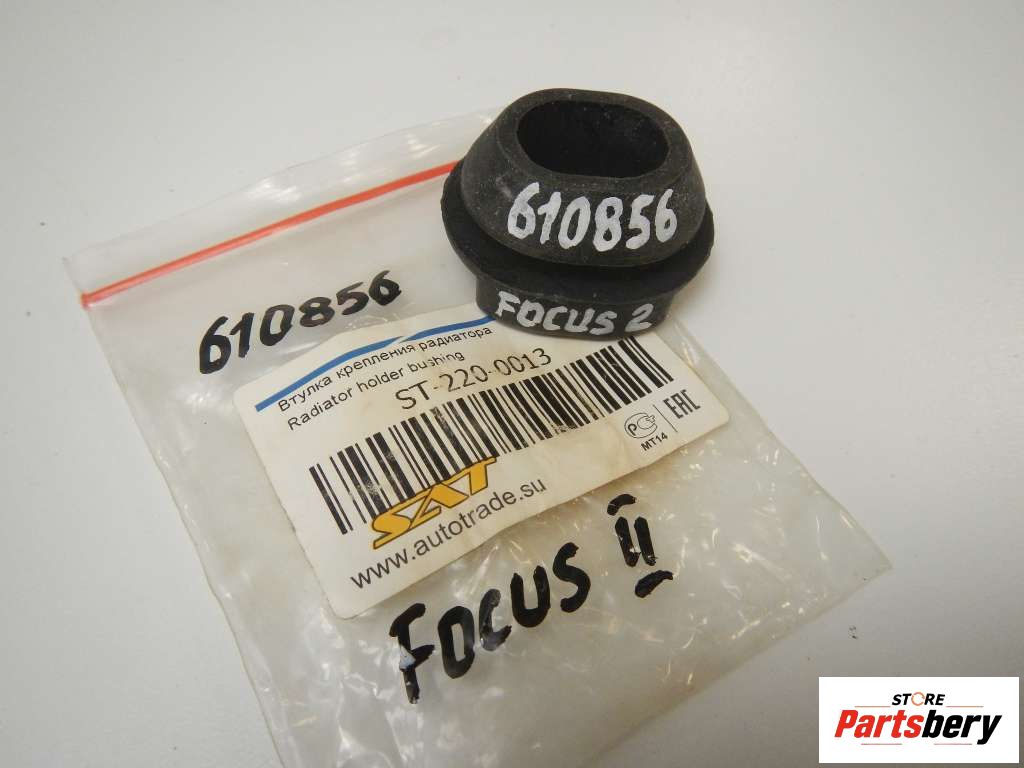 610856
FOCUS 2
610856
Втулка крепления радиатора
Radiator holder bushing
ST-220-0013
PCT
MT14
EAC
SAT
www.autotrade.su
FOCUS II
STORE
Partsbery